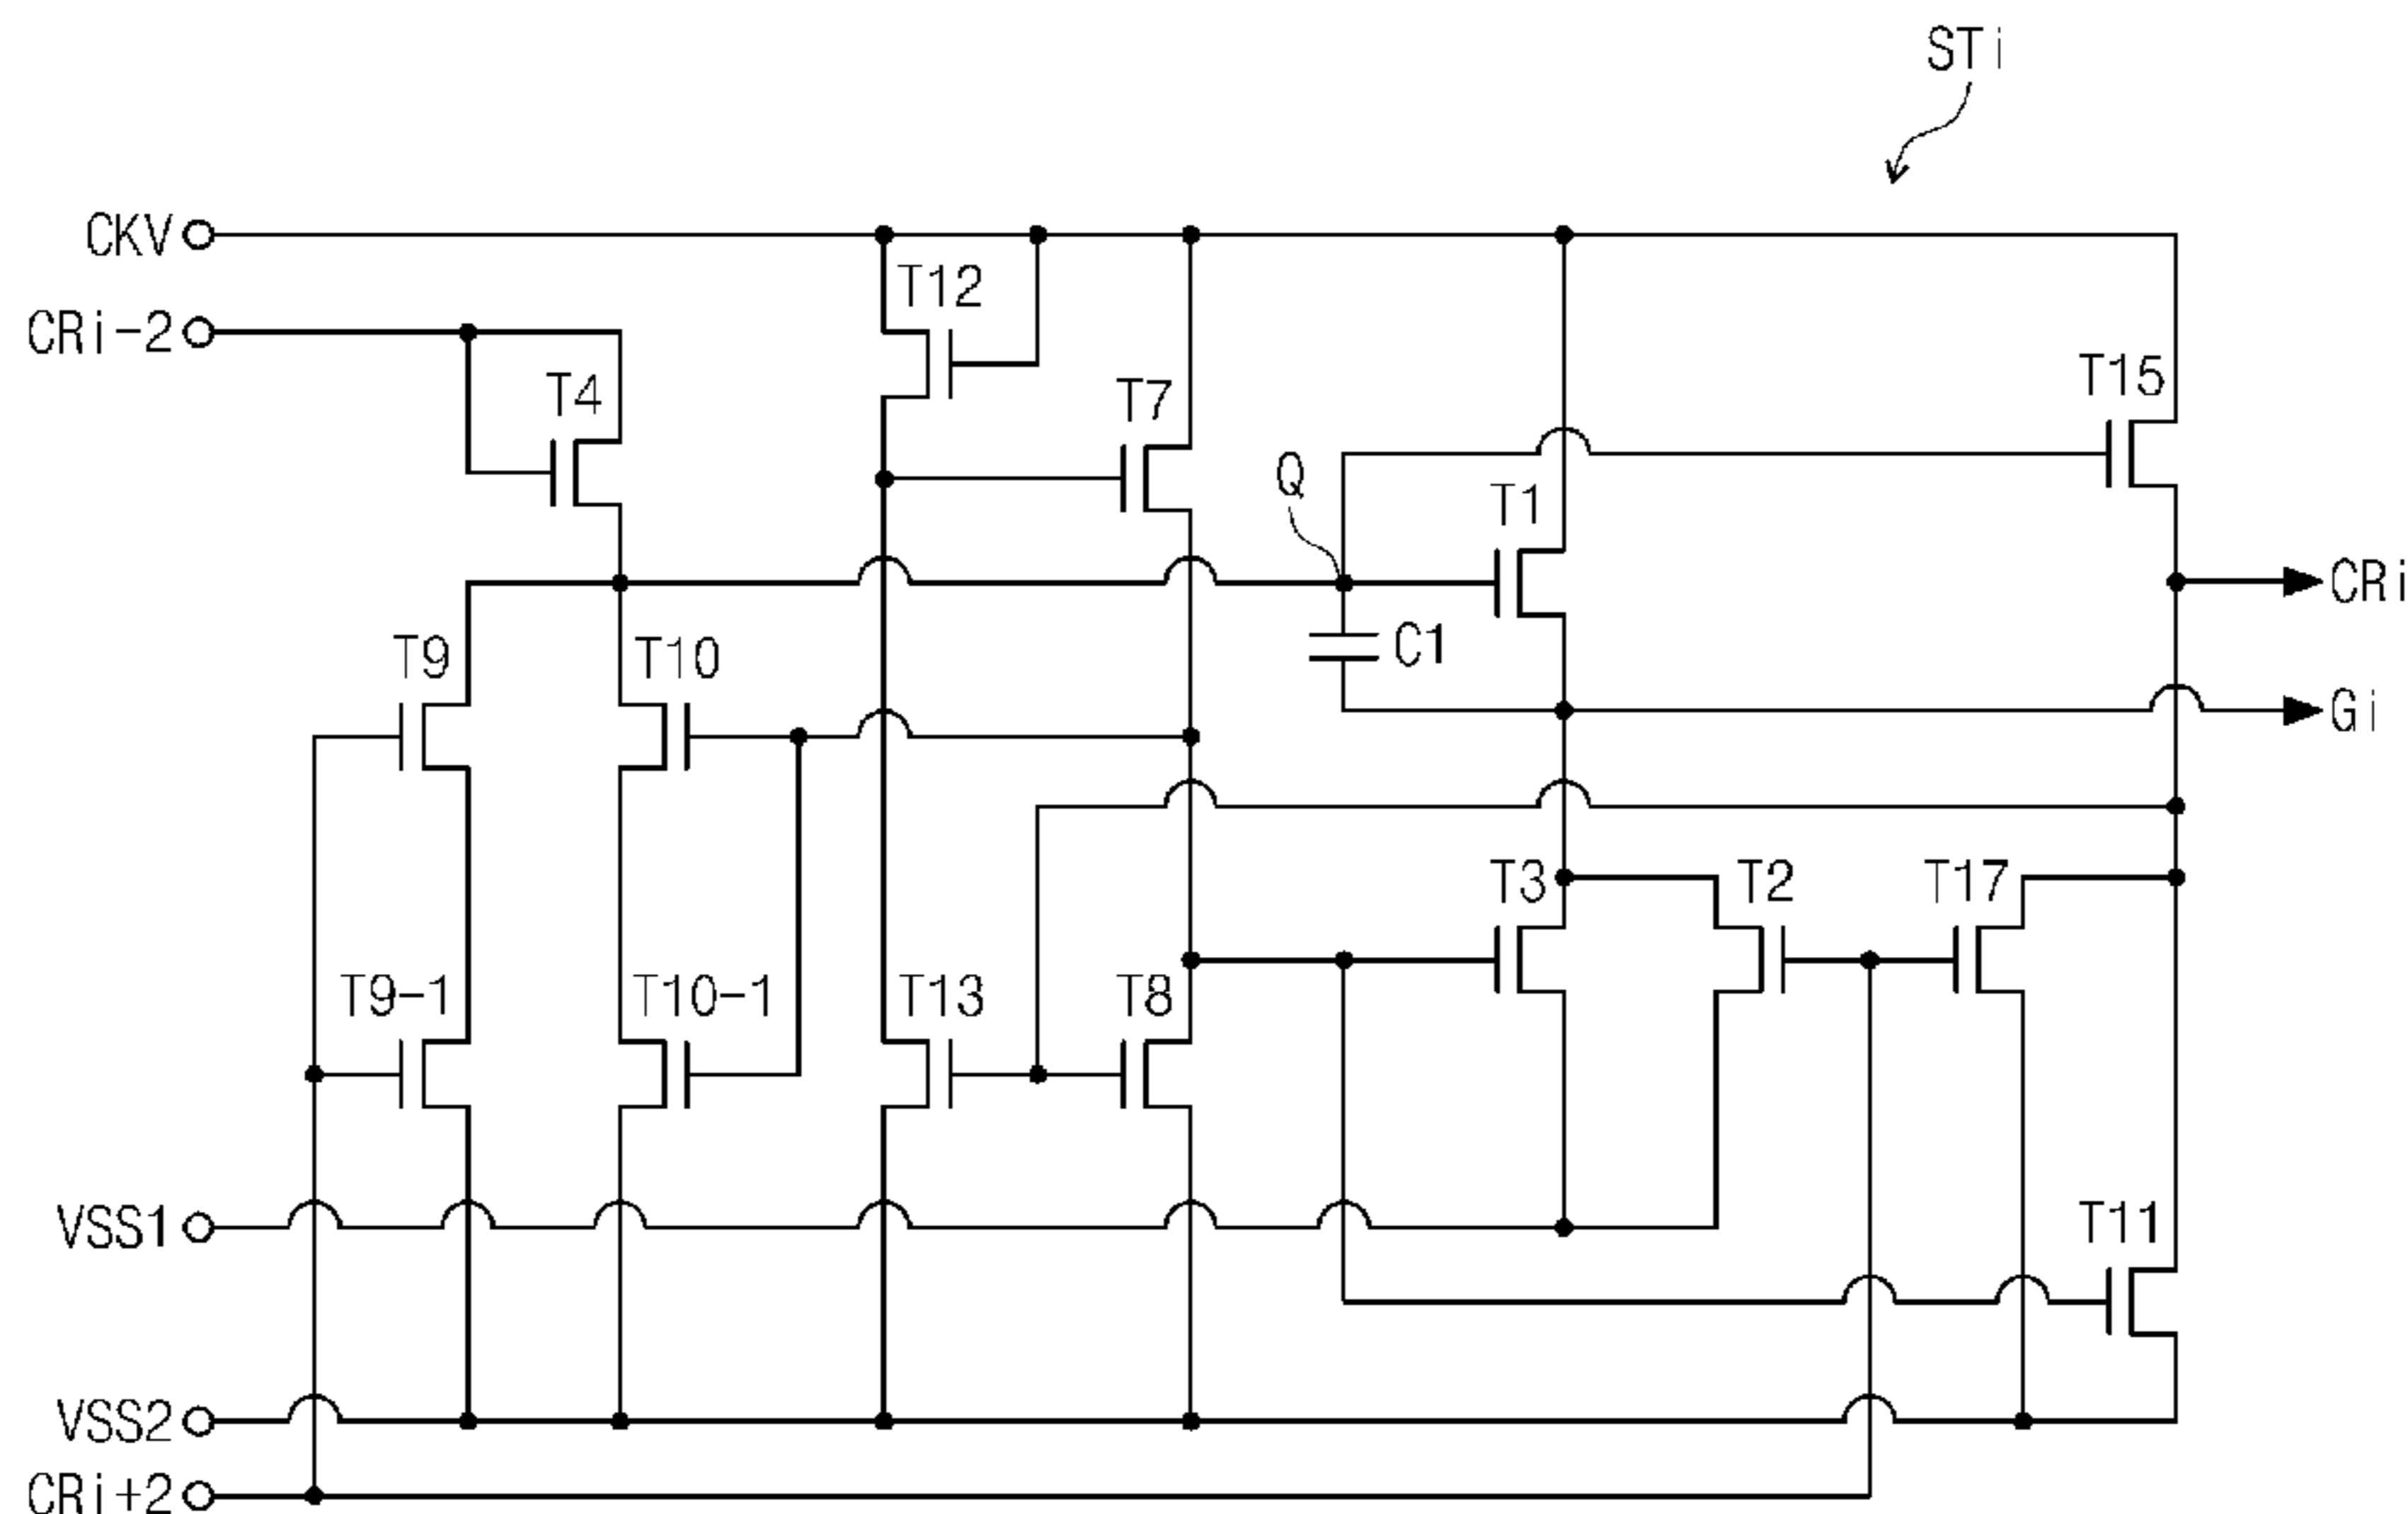 STi
CKV
T12
CRi-2
T4
T7
T15
Q
T1
CRi
T9
T10
C1
Gi
T3
T2
T17
T9-1
T10-1
T13
T8
VSS1
T11
VSS2
CRi+2